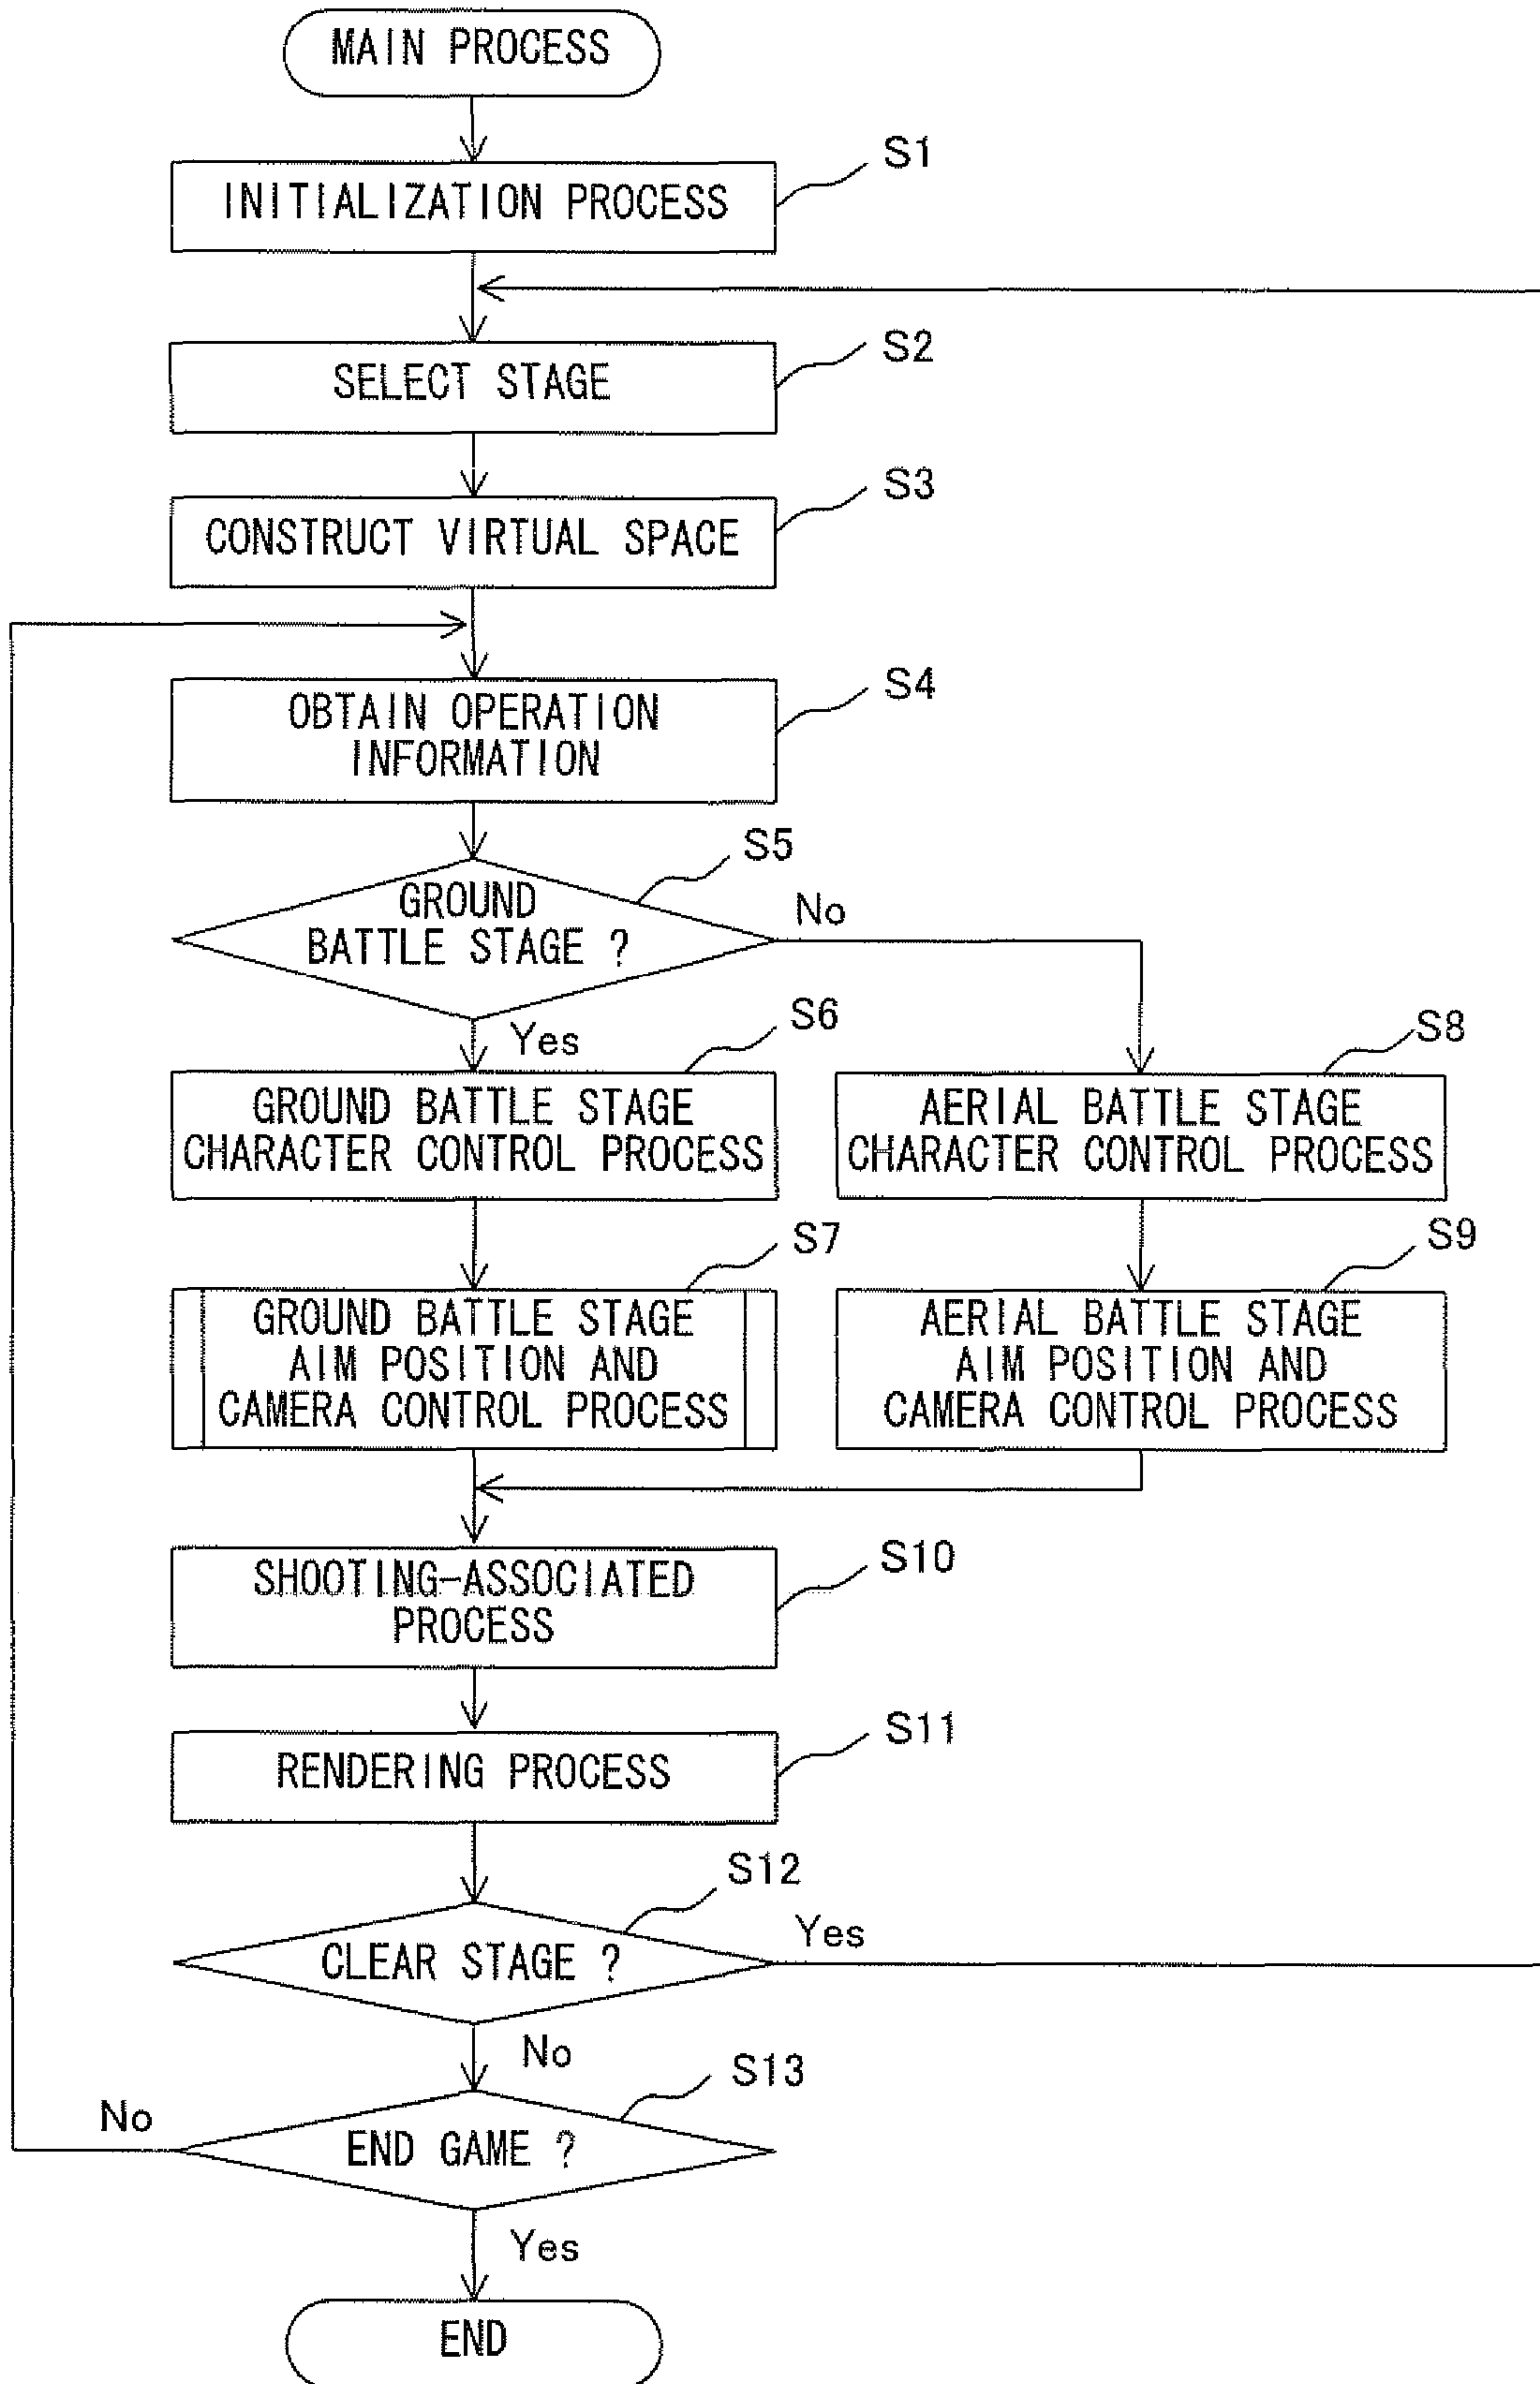 MAIN PROCESS
S1
INITIALIZATION PROCESS
S2
SELECT STAGE
S3
CONSTRUCT VIRTUAL SPACE
S4
OBTAIN OPERATION
INFORMATION
S5
GROUND
BATTLE STAGE ?
No
Yes
S6
GROUND BATTLE STAGE
CHARACTER CONTROL PROCESS
S8
AERIAL BATTLE STAGE
CHARACTER CONTROL PROCESS
S7
GROUND BATTLE STAGE
AIM POSITION AND
CAMERA CONTROL PROCESS
S9
AERIAL BATTLE STAGE
AIM POSITION AND
CAMERA CONTROL PROCESS
S10
SHOOTING-ASSOCIATED
PROCESS
S11
RENDERING PROCESS
S12
CLEAR STAGE ?
Yes
No
S13
END GAME ?
No
Yes
END